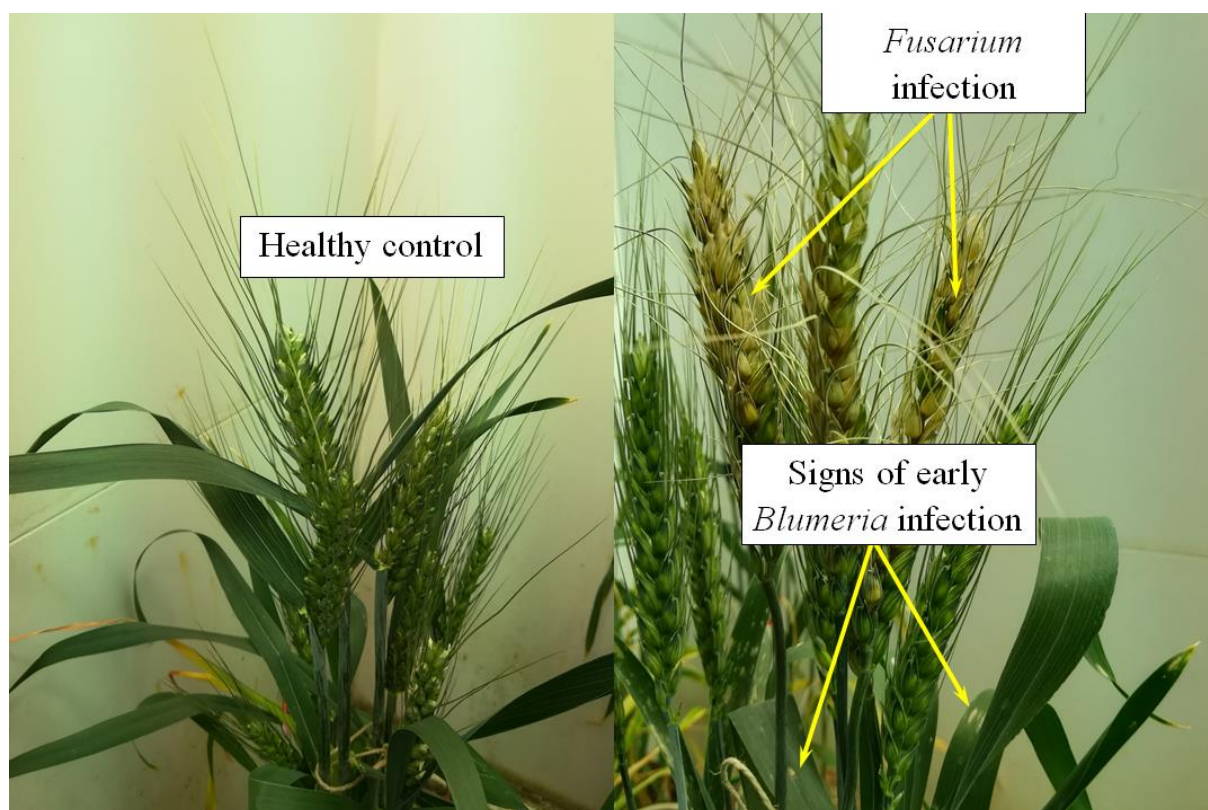 Healthy control
Fusarium
infection
Signs of early
Blumeria infection